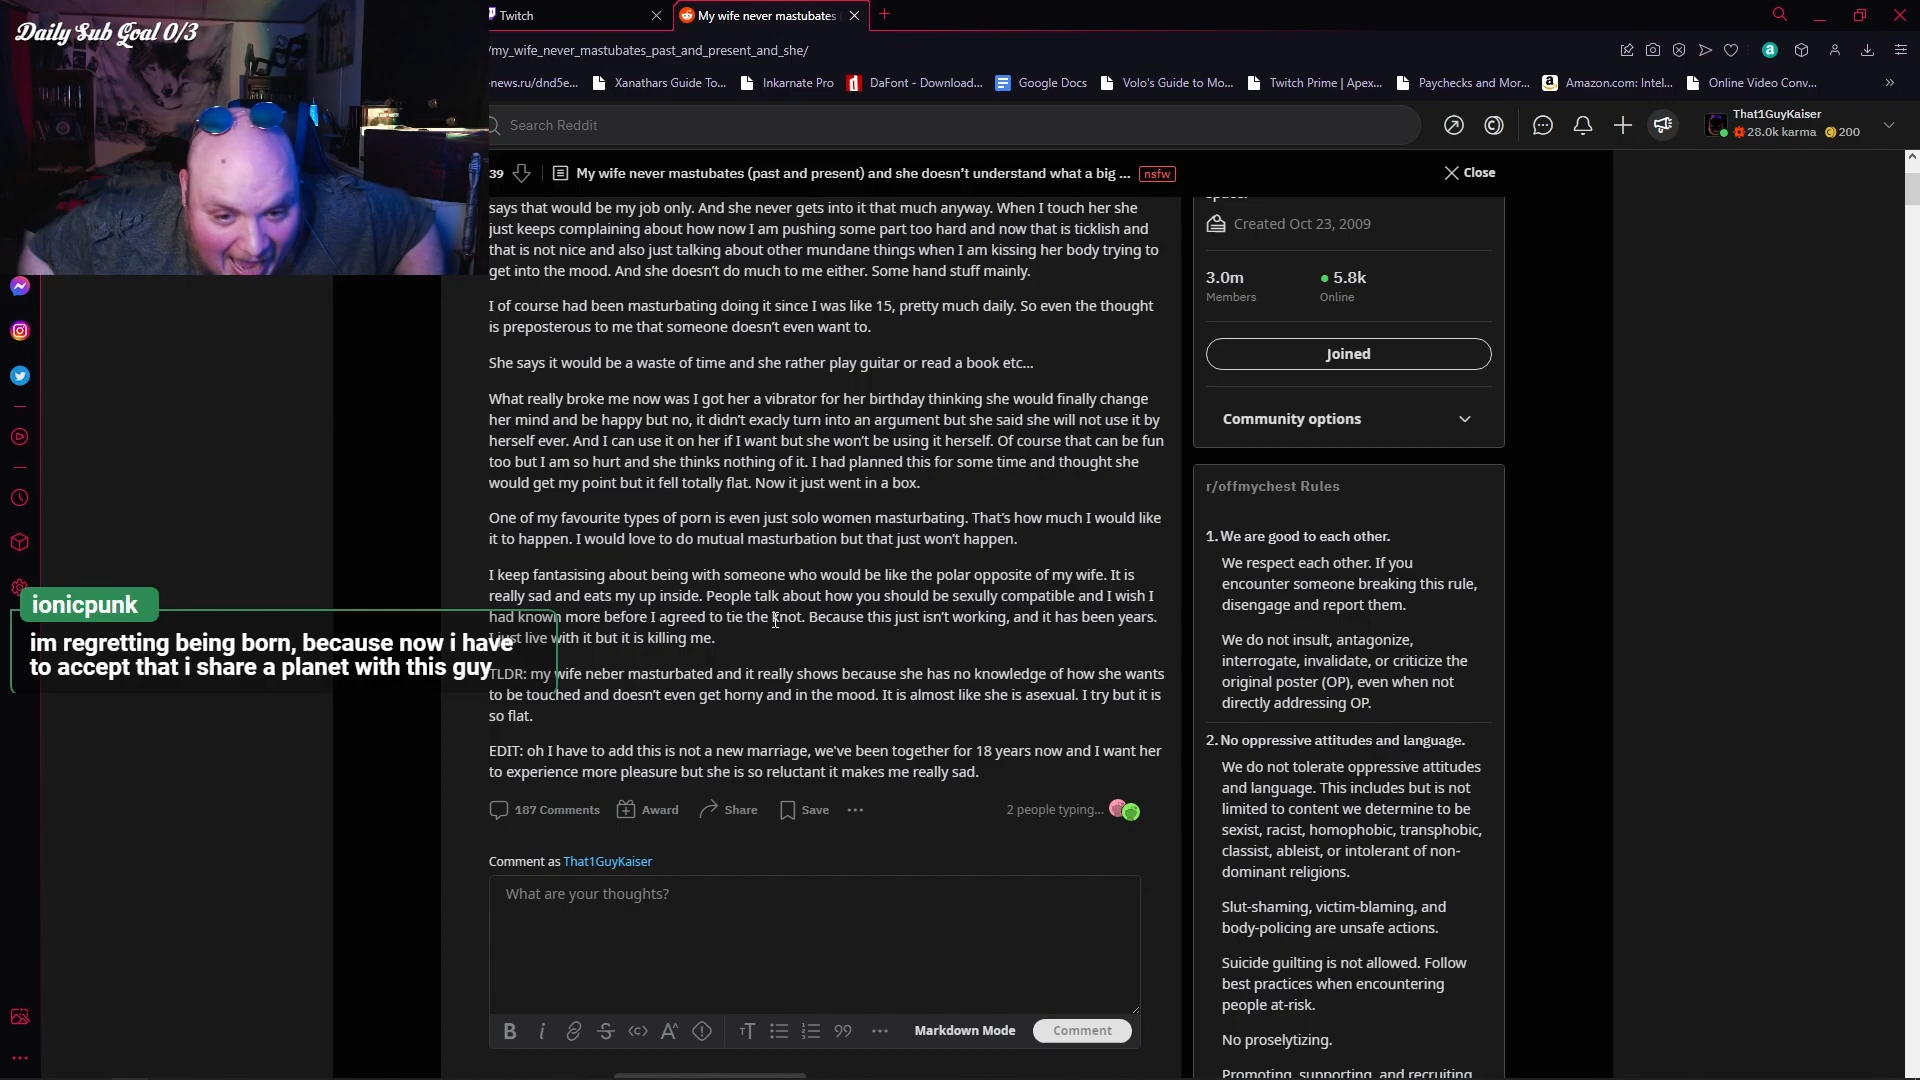 Daily Sub Goal 0/3
Twitch
My wife never mastubates
/my_wife_never_mastubates_past_and_present_and_she/
-news.ru/dnd5e...
Xanathars Guide To...
Inkarnate Pro
DaFont - Download...
Google Docs
Volo's Guide to Mo...
Twitch Prime | Apex...
Paychecks and Mor...
Amazon.com: Intel...
Online Video Conv...
Search Reddit
That1GuyKaiser
28.0k karma 200
39
My wife never mastubates (past and present) and she doesn't understand what a big ...
nsfw
Close
says that would be my job only. And she never gets into it that much anyway. When I touch her she
just keeps complaining about how now I am pushing some part too hard and now that is ticklish and
that is not nice and also just talking about other mundane things when I am kissing her body trying to
get into the mood. And she doesn't do much to me either. Some hand stuff mainly.
I of course had been masturbating doing it since I was like 15, pretty much daily. So even the thought
is preposterous to me that someone doesn't even want to.
She says it would be a waste of time and she rather play guitar or read a book etc...
What really broke me now was I got her a vibrator for her birthday thinking she would finally change
her mind and be happy but no, it didn't exacly turn into an argument but she said she will not use it by
herself ever. And I can use it on her if I want but she won't be using it herself. Of course that can be fun
too but I am so hurt and she thinks nothing of it. I had planned this for some time and thought she
would get my point but it fell totally flat. Now it just went in a box.
One of my favourite types of porn is even just solo women masturbating. That's how much I would like
it to happen. I would love to do mutual masturbation but that just won't happen.
I keep fantasising about being with someone who would be like the polar opposite of my wife. It is
really sad and eats my up inside. People talk about how you should be sexully compatible and I wish I
had known more before I agreed to tie the knot. Because this just isn't working, and it has been years.
I just live with it but it is killing me.
TLDR: my wife neber masturbated and it really shows because she has no knowledge of how she wants
to be touched and doesn't even get horny and in the mood. It is almost like she is asexual. I try but it is
so flat.
EDIT: oh I have to add this is not a new marriage, we've been together for 18 years now and I want her
to experience more pleasure but she is so reluctant it makes me really sad.
187 Comments
Award
Share
Save
2 people typing...
Comment as That1GuyKaiser
What are your thoughts?
Markdown Mode
Comment
ionicpunk
im regretting being born, because now i have
to accept that i share a planet with this guy
Created Oct 23, 2009
3.0m
Members
5.8k
Online
Joined
Community options
r/offmychest Rules
1. We are good to each other.
We respect each other. If you
encounter someone breaking this rule,
disengage and report them.
We do not insult, antagonize,
interrogate, invalidate, or criticize the
original poster (OP), even when not
directly addressing OP.
2. No oppressive attitudes and language.
We do not tolerate oppressive attitudes
and language. This includes but is not
limited to content we determine to be
sexist, racist, homophobic, transphobic,
classist, ableist, or intolerant of non-
dominant religions.
Slut-shaming, victim-blaming, and
body-policing are unsafe actions.
Suicide guilting is not allowed. Follow
best practices when encountering
people at-risk.
No proselytizing.
Promoting, supporting, and recruiting